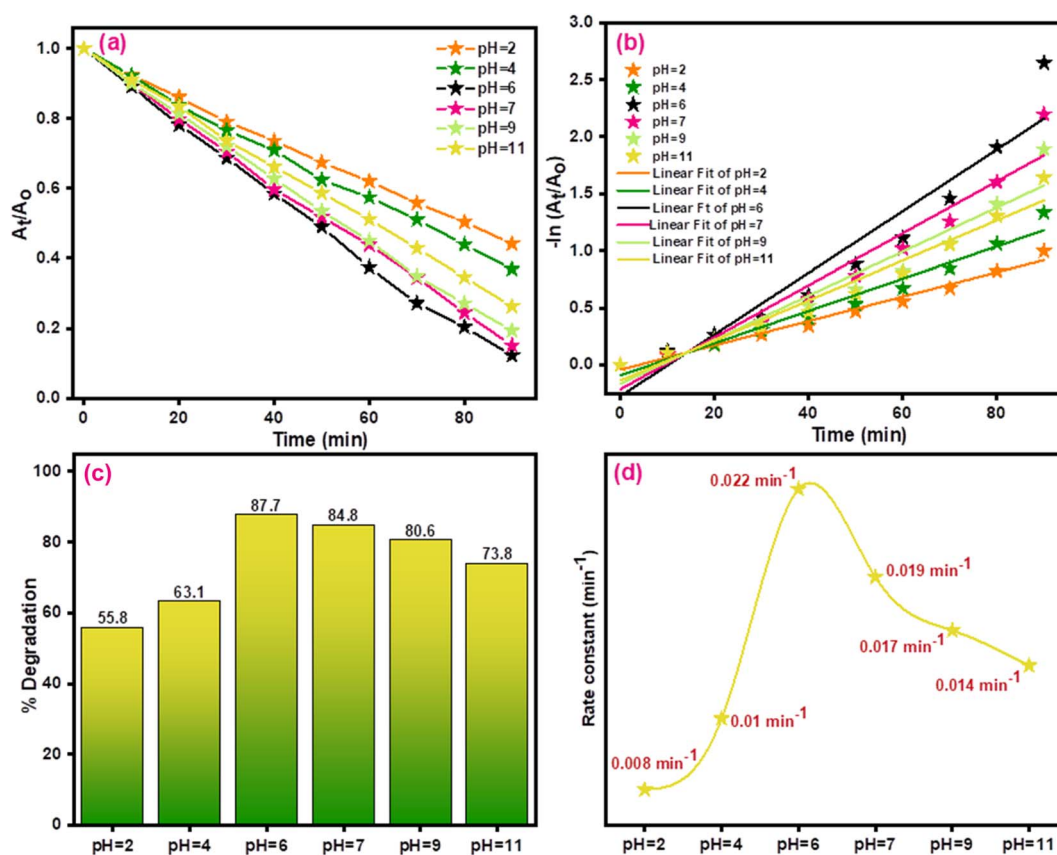 (a)
pH=2
pH=4
pH=6
pH=7
pH=9
pH=11
1.0
0.8
0.6
0.4
0.2
0.0
At/Ao
0
20
40
60
80
Time (min)
(b)
pH=2
pH=4
pH=6
pH=7
pH=9
pH=11
Linear Fit of pH=2
Linear Fit of pH=4
Linear Fit of pH=6
Linear Ft of pH=7
Linear Fit of pH=9
Linear Fit of pH=11
-3.0
2.5
2.0
1.5
1.0
0.5
0.0
-ln (At/Ao)
0
20
40
60
80
Time (min)
(c)
100
80
60
40
20
0
% Degradation
55.8
63.1
87.7
84.8
80.6
73.8
pH=2
pH=4
pH=6
pH=7
pH=9
pH=11
(d)
Rate constant (min⁻¹)
0.008 min⁻¹
0.01 min⁻¹
0.022 min⁻¹
0.019 min⁻¹
0.017 min⁻¹
0.014 min⁻¹
pH=2
pH=4
pH=6
pH=7
pH=9
pH=11